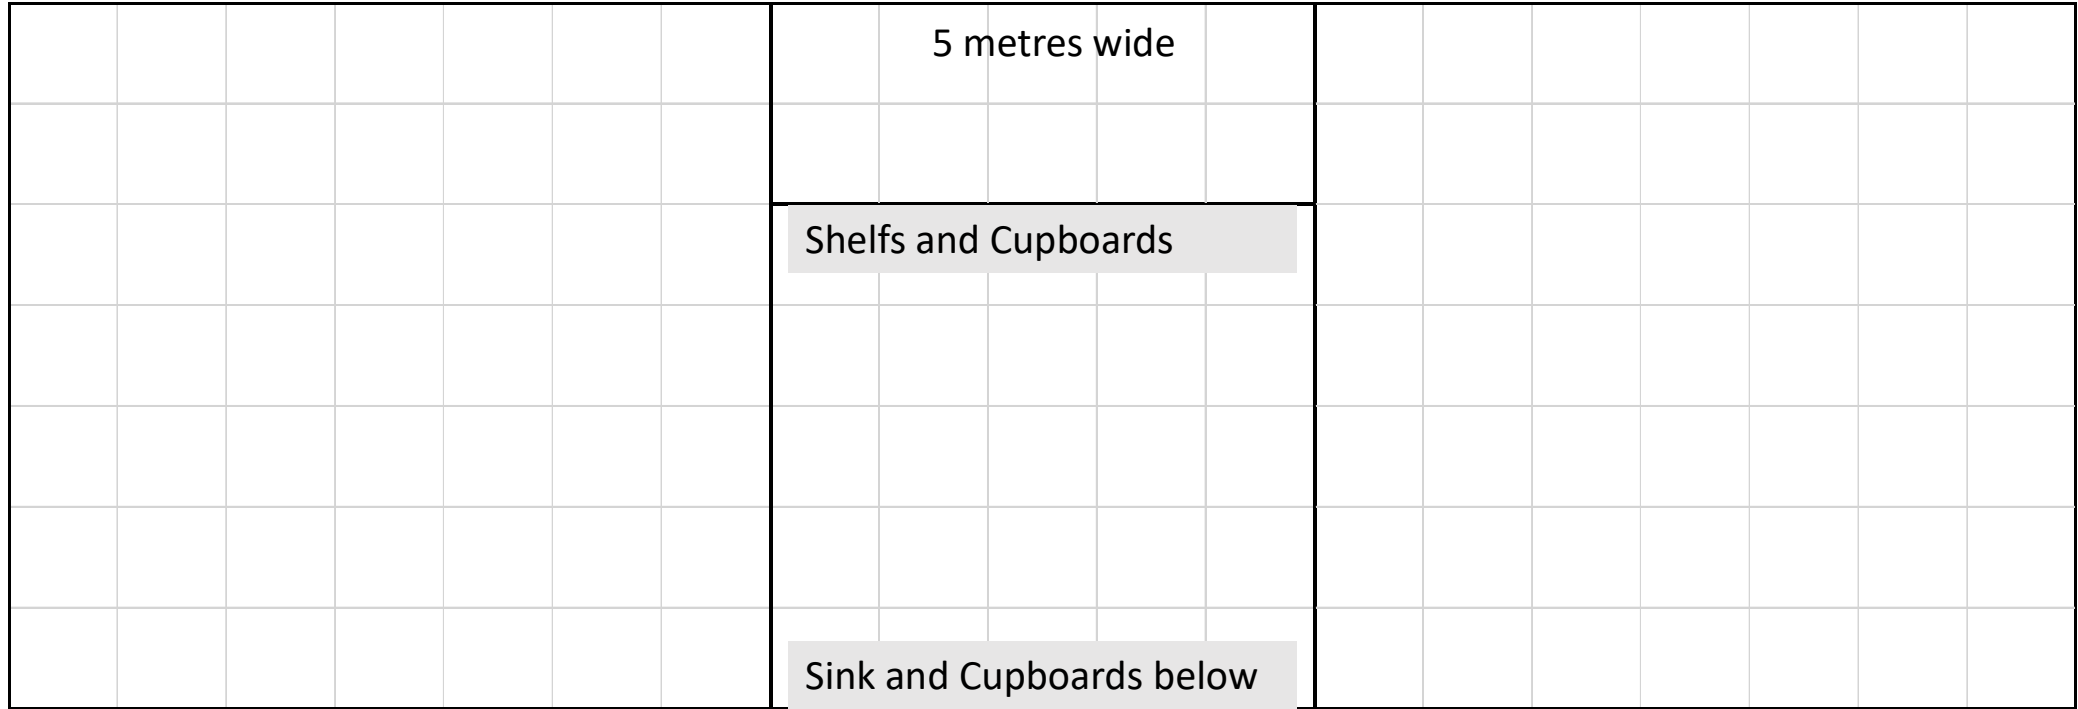 5 metres wide
Shelfs and Cupboards
Sink and Cupboards below